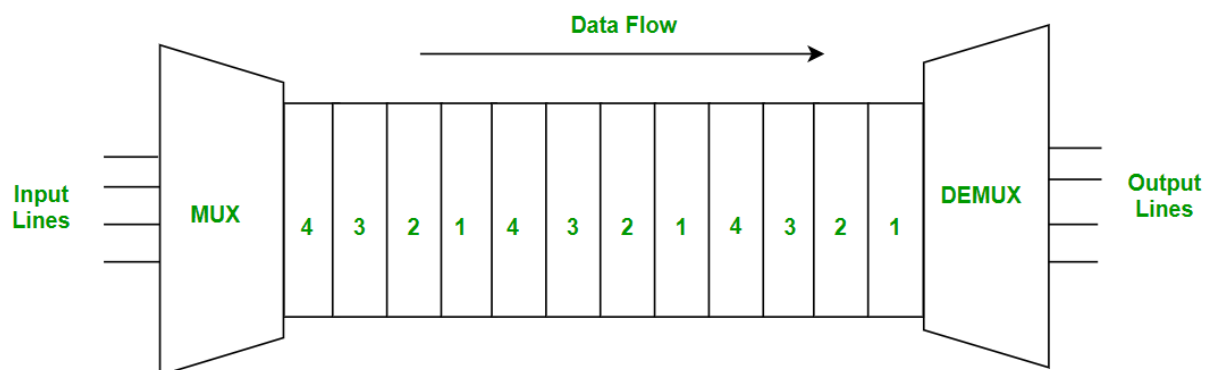 Data Flow
Input
Lines
MUX
4 3 2 1 4 3 2 1 4 3 2 1
DEMUX
Output
Lines